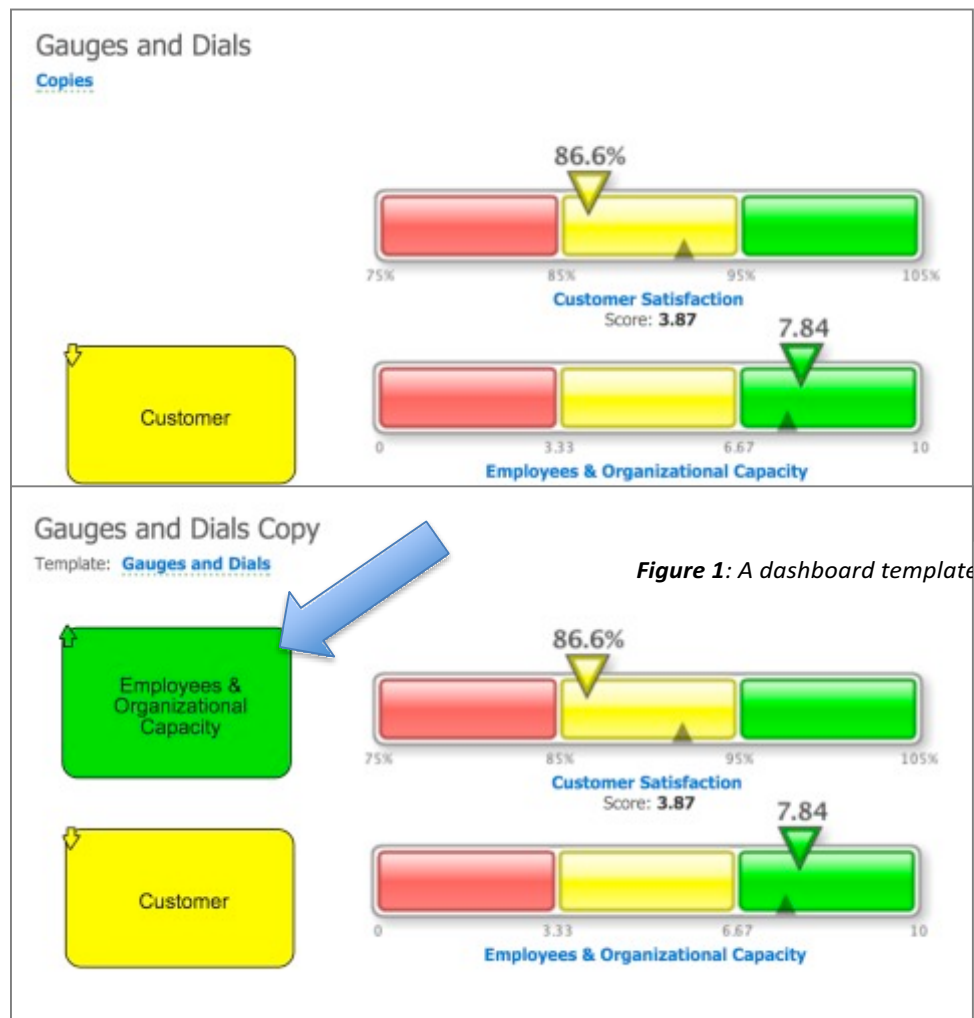 Gauges and Dials
Copies
86.6%
75% 85% 95% 105%
Customer Satisfaction
Score: 3.87
7.84
Customer
0 3.33 6.67 10
Employees & Organizational Capacity
Gauges and Dials Copy
Template: Gauges and Dials
Figure 1: A dashboard template
86.6%
Employees &
Organizational
Capacity
75% 85% 95% 105%
Customer Satisfaction
Score: 3.87
7.84
Customer
0 3.33 6.67 10
Employees & Organizational Capacity